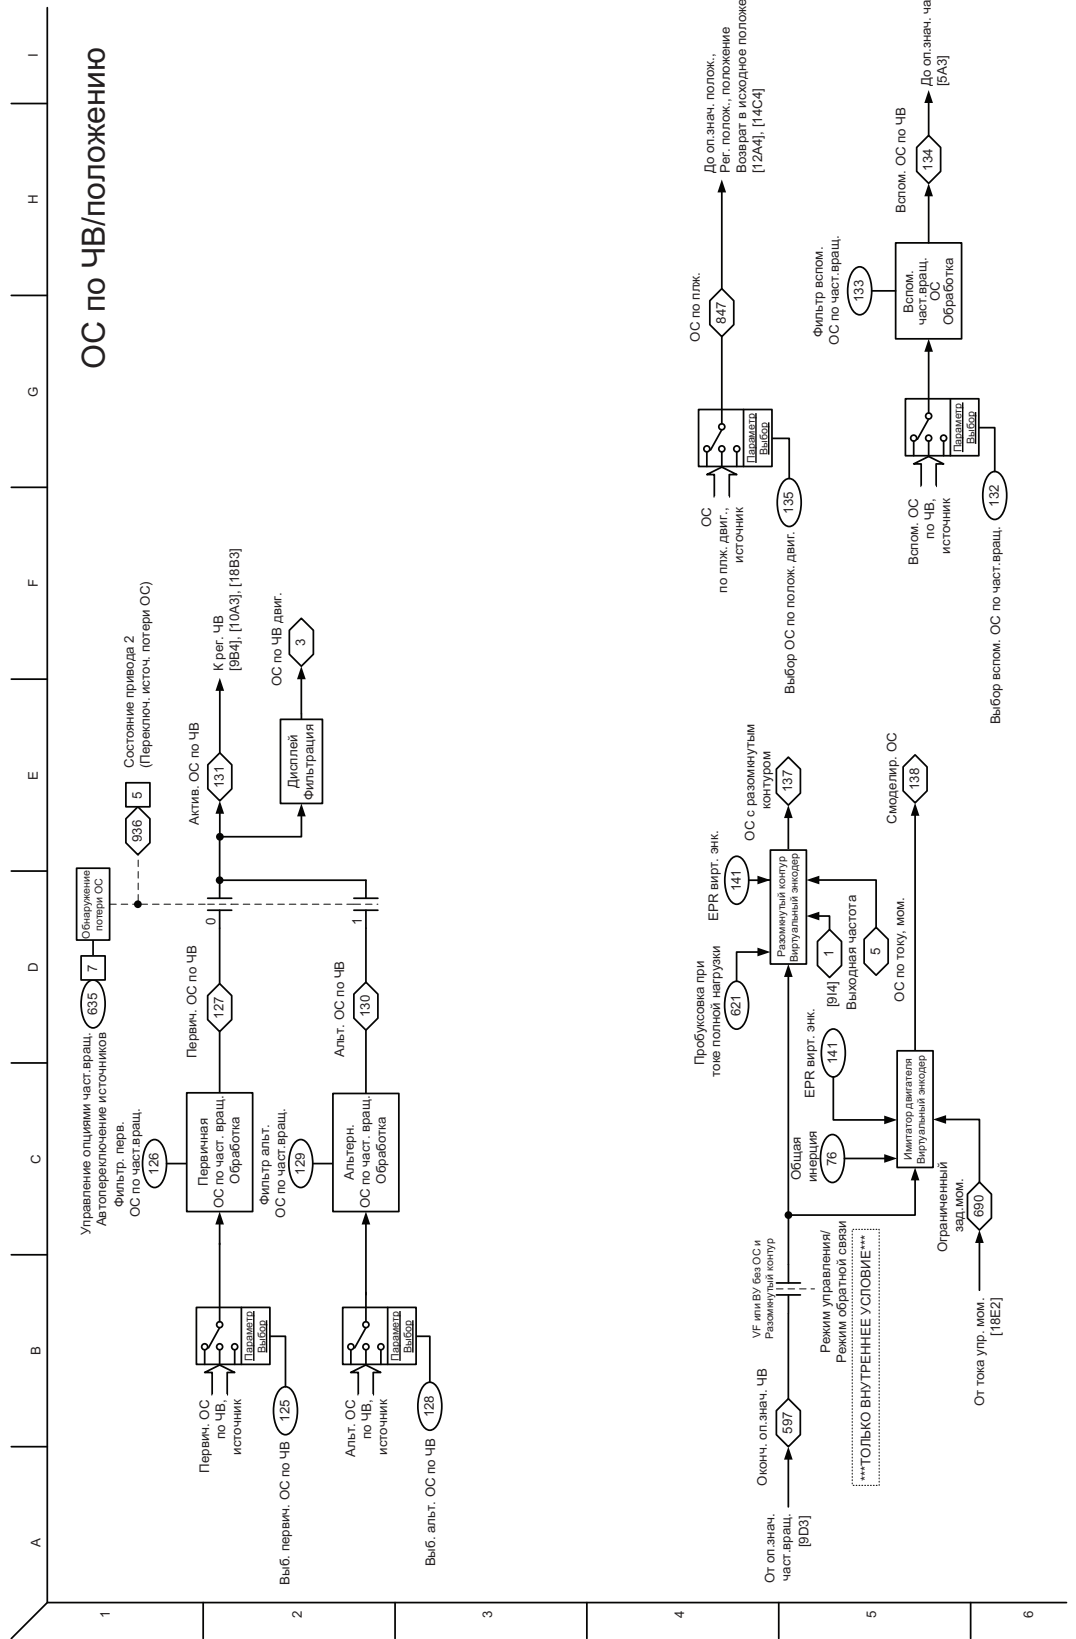 ОС по ЧВ/положению
A
B
C
D
E
F
G
H
I
1
2
3
4
5
6
Управление опциями част.вращ.
Автопереключение источников
635
7
Обнаружение
потери ОС
936
5
Состояние привода 2
(Переключ. источ. потери ОС)
Первич. ОС
по ЧВ,
источник
Параметр
Выбор
125
Выб. первич. ОС по ЧВ
Фильтр. перв.
ОС по част.вращ.
126
Первичная
ОС по част. вращ.
Обработка
Первич. ОС по ЧВ
127
0
Актив. ОС по ЧВ
131
К рег. ЧВ
[9B4], [10A3], [18B3]
Дисплей
Фильтрация
ОС по ЧВ двиг.
3
Альт. ОС
по ЧВ,
источник
Параметр
Выбор
128
Выб. альт. ОС по ЧВ
Фильтр альт.
ОС по част.вращ.
129
Альтерн.
ОС по част. вращ.
Обработка
Альт. ОС по ЧВ
130
1
ОС
по плж. двиг.,
источник
Параметр
Выбор
135
Выбор ОС по полож. двиг.
ОС по плж.
847
До оп.знач. полож.,
Рег. полож., положение
Возврат в исходное положе
[12A4], [14C4]
Вспом. ОС
по ЧВ,
источник
Параметр
Выбор
132
Выбор вспом. ОС по част.вращ.
Фильтр вспом.
ОС по част.вращ.
133
Вспом.
част.вращ.
ОС
Обработка
Вспом. ОС по ЧВ
134
До оп.знач. ча
[5A3]
От оп.знач.
част.вращ.
[9D3]
Оконч. оп.знач. ЧВ
597
VF или ВУ без ОС и
Разомкнутый контур
Режим управления/
Режим обратной связи
***ТОЛЬКО ВНУТРЕННЕЕ УСЛОВИЕ***
Пробуксовка при
токе полной нагрузки
621
EPR вирт. энк.
141
Разомкнутый контур
Виртуальный энкодер
ОС с разомкнутым
контуром
137
1
[9I4]
Выходная частота
5
Общая
инерция
76
EPR вирт. энк.
141
Имитатор двигателя
Виртуальный энкодер
ОС по току, мом.
Смоделир. ОС
138
Ограниченный
зад.мом.
690
От тока упр. мом.
[18E2]